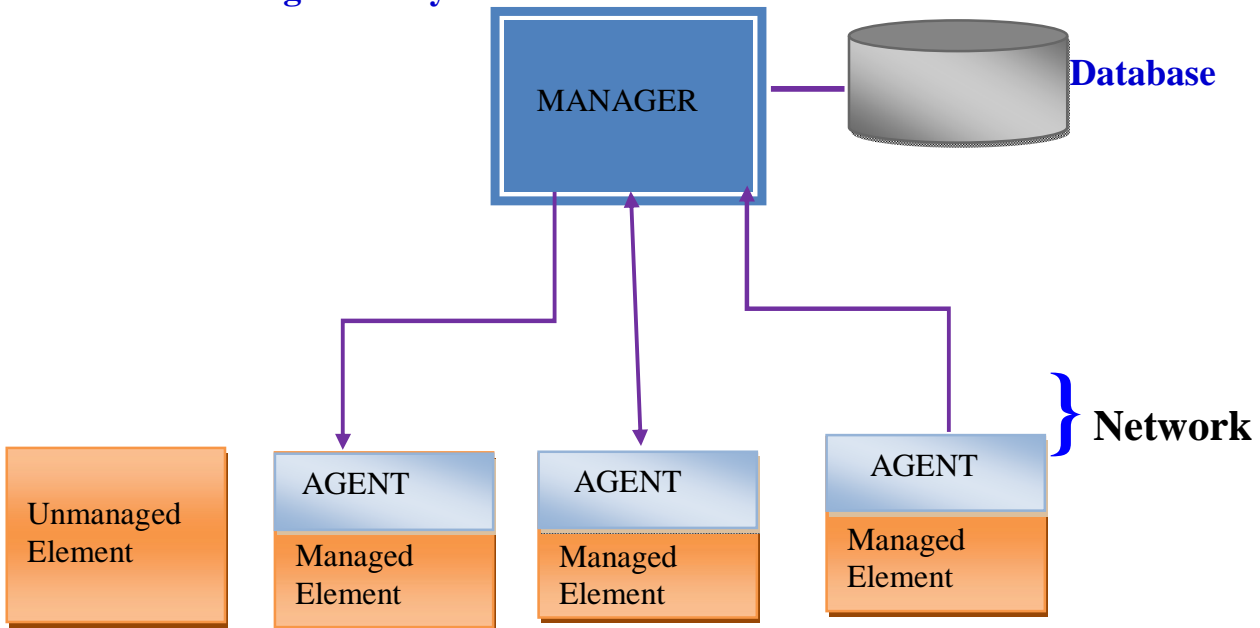 MANAGER
Database
Network
Unmanaged
Element
AGENT
Managed
Element
AGENT
Managed
Element
AGENT
Managed
Element